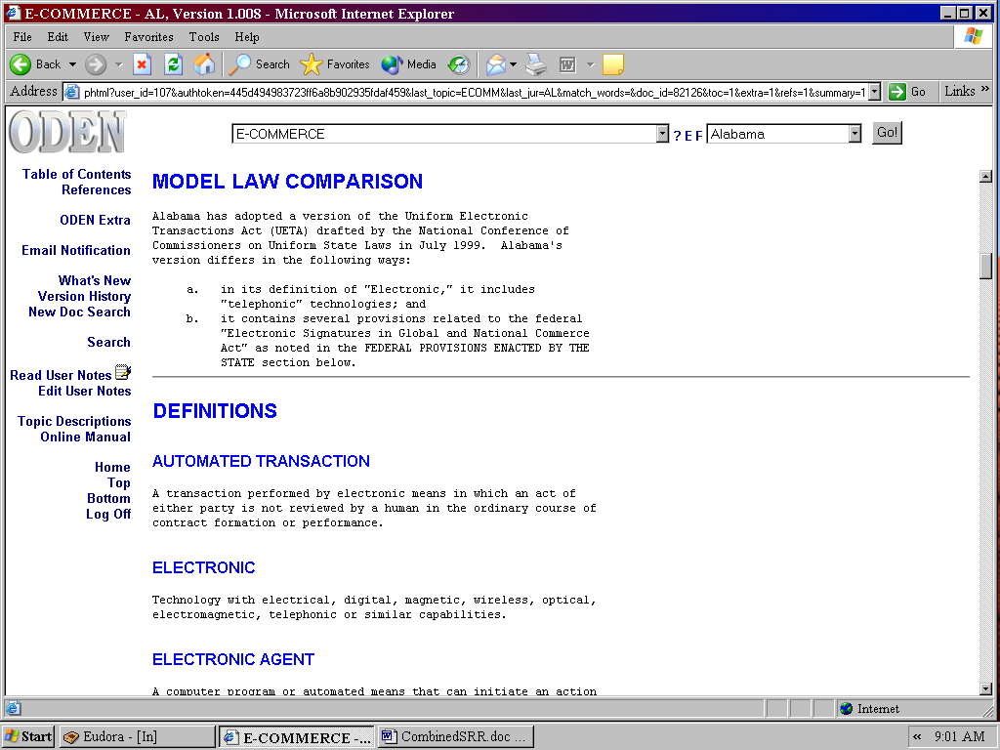 E-COMMERCE - AL, Version 1.008 - Microsoft Internet Explorer
File Edit View Favorites Tools Help
Back Search Favorites Media
Address phtml?user_id=107&authtoken=445d494983723ff6a8b902935fdaf459&last_topic=ECOMM&last_jur=AL&match_words=&doc_id=82126&toc=1&extra=1&refs=1&summary=1 Go Links »
ODEN E-COMMERCE ? E F Alabama Go!
Table of Contents
References
ODEN Extra
Email Notification
What's New
Version History
New Doc Search
Search
Read User Notes
Edit User Notes
Topic Descriptions
Online Manual
Home
Top
Bottom
Log Off
MODEL LAW COMPARISON
Alabama has adopted a version of the Uniform Electronic
Transactions Act (UETA) drafted by the National Conference of
Commissioners on Uniform State Laws in July 1999. Alabama's
version differs in the following ways:
a. in its definition of "Electronic," it includes
"telephonic" technologies; and
b. it contains several provisions related to the federal
"Electronic Signatures in Global and National Commerce
Act" as noted in the FEDERAL PROVISIONS ENACTED BY THE
STATE section below.
DEFINITIONS
AUTOMATED TRANSACTION
A transaction performed by electronic means in which an act of
either party is not reviewed by a human in the ordinary course of
contract formation or performance.
ELECTRONIC
Technology with electrical, digital, magnetic, wireless, optical,
electromagnetic, telephonic or similar capabilities.
ELECTRONIC AGENT
A computer program or automated means that can initiate an action
Internet
Start Eudora - [In] E-COMMERCE -... CombinedSRR.doc ... « 9:01 AM